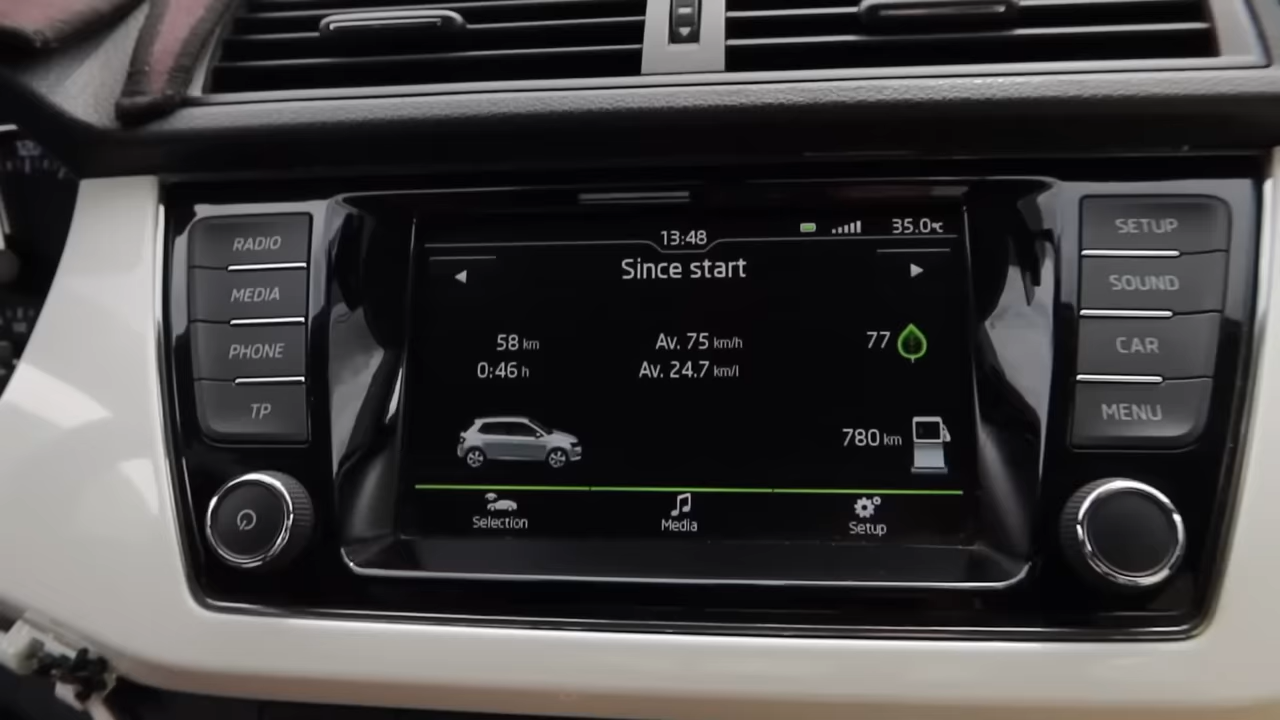 RADIO
MEDIA
PHONE
TP
13:48
35.0°C
Since start
58 km
Av. 75 km/h
77
0:46 h
Av. 24.7 km/l
780 km
Selection
Media
Setup
SETUP
SOUND
CAR
MENU